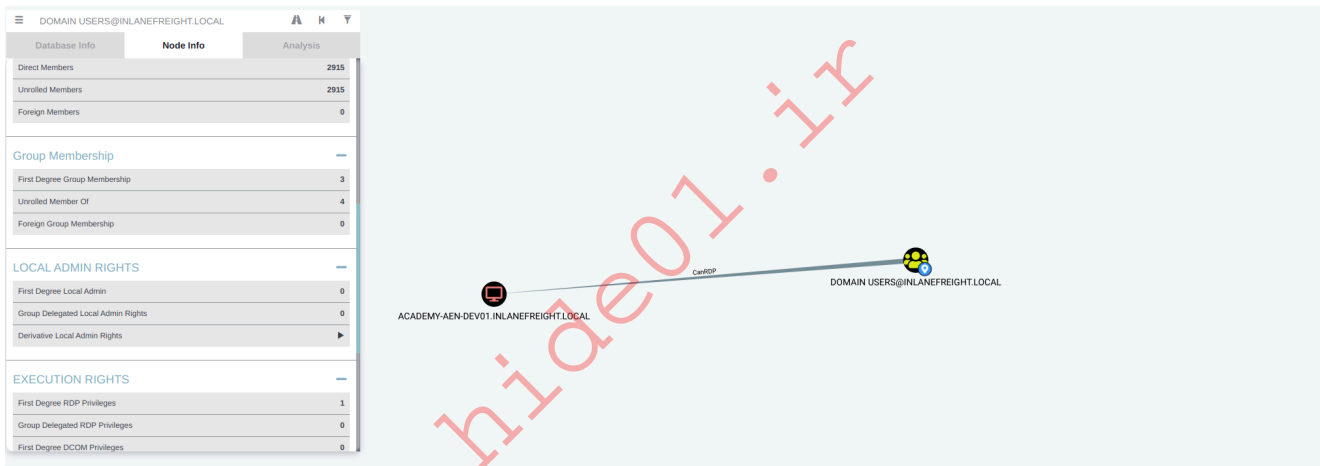 DOMAIN USERS@INLANEFREIGHT.LOCAL
Database Info Node Info Analysis
Direct Members 2915
Unrolled Members 2915
Foreign Members 0
Group Membership
First Degree Group Membership 3
Unrolled Member Of 4
Foreign Group Membership 0
LOCAL ADMIN RIGHTS
First Degree Local Admin 0
Group Delegated Local Admin Rights 0
Derivative Local Admin Rights
EXECUTION RIGHTS
First Degree RDP Privileges 1
Group Delegated RDP Privileges 0
First Degree DCOM Privileges 0
CanRDP
DOMAIN USERS@INLANEFREIGHT.LOCAL
ACADEMY-AEN-DEV01.INLANEFREIGHT.LOCAL
hide01.ir